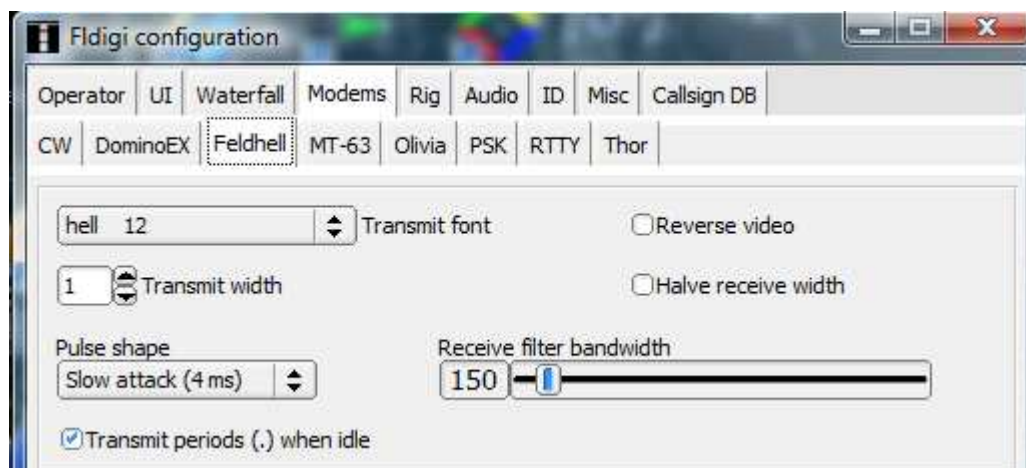 Fldigi configuration
Operator UI Waterfall Modems Rig Audio ID Misc Callsign DB
CW DominoEX Feldhell MT-63 Olivia PSK RTTY Thor
hell 12 Transmit font Reverse video
1 Transmit width Halve receive width
Pulse shape Receive filter bandwidth
Slow attack (4 ms) 150
Transmit periods (.) when idle